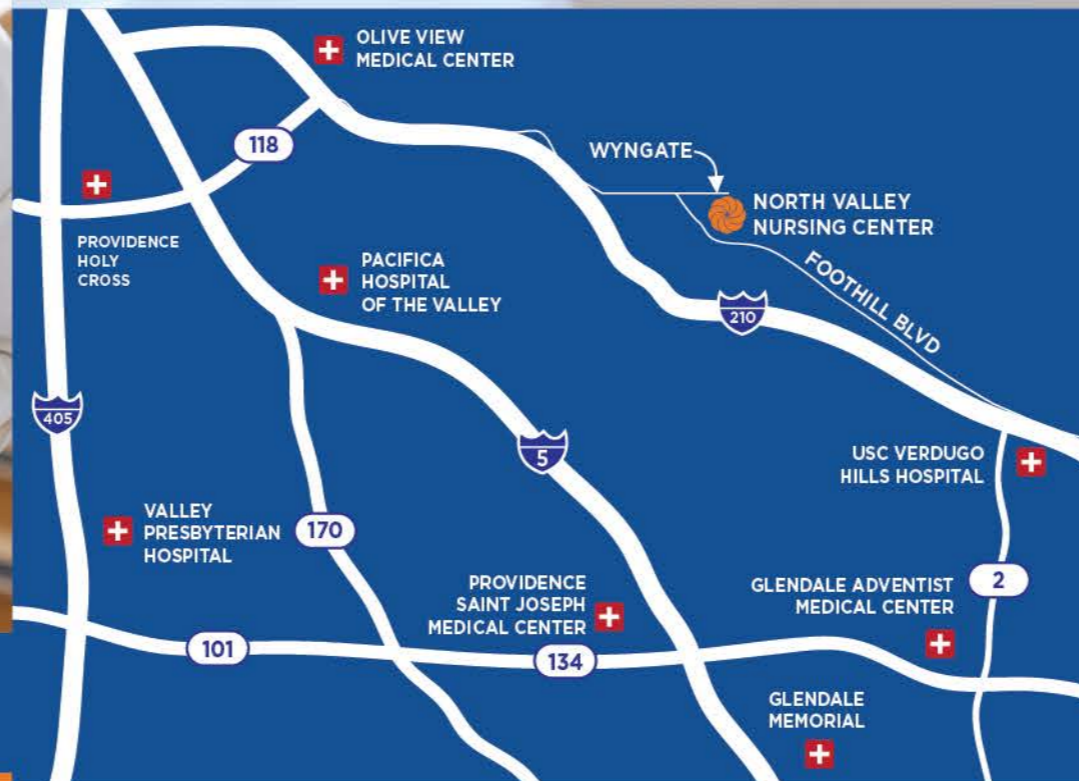 OLIVE VIEW
MEDICAL CENTER
118
WYNGATE
NORTH VALLEY
NURSING CENTER
PROVIDENCE
HOLY
CROSS
PACIFICA
HOSPITAL
OF THE VALLEY
FOOTHILL BLVD
210
405
5
USC VERDUGO
HILLS HOSPITAL
VALLEY
PRESBYTERIAN
HOSPITAL
170
PROVIDENCE
SAINT JOSEPH
MEDICAL CENTER
GLENDALE ADVENTIST
MEDICAL CENTER
2
101
134
GLENDALE
MEMORIAL